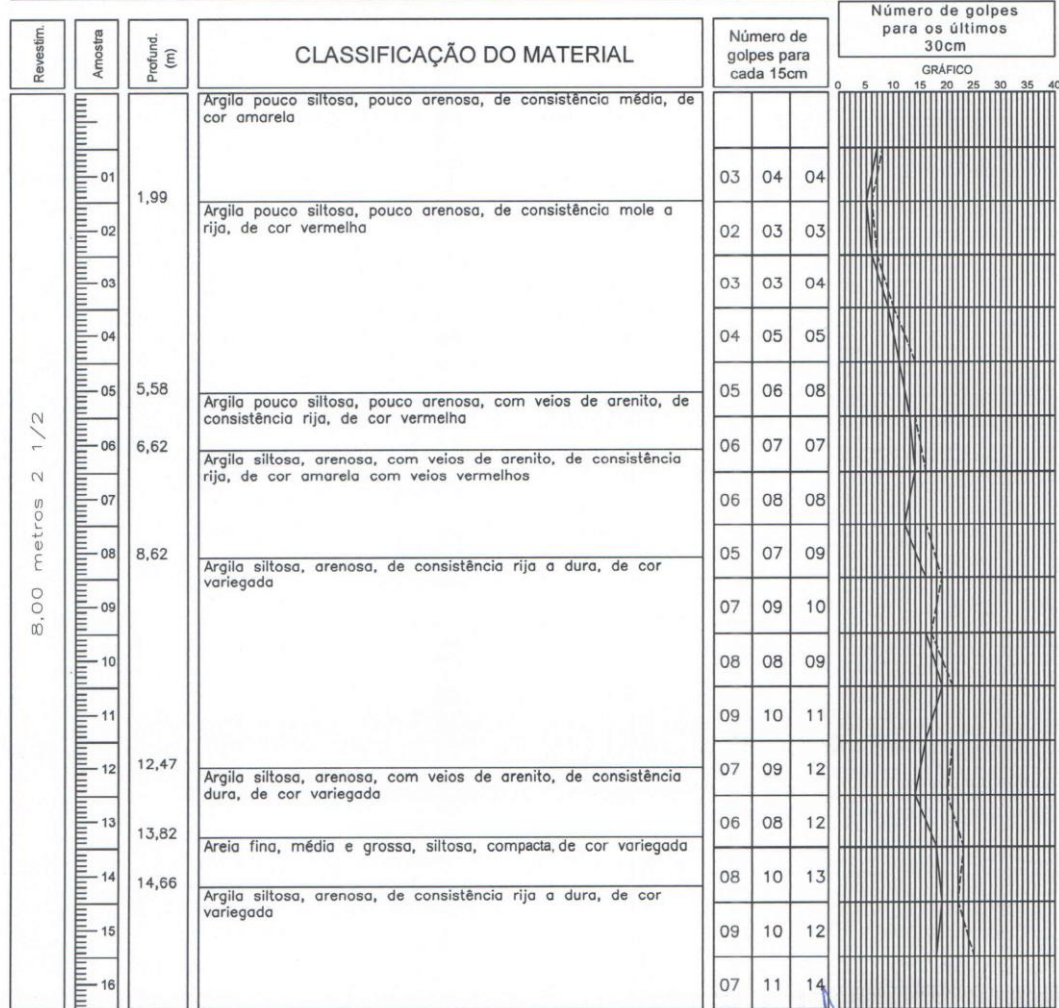 Número de golpes
para os últimos
30cm
GRÁFICO
0 5 10 15 20 25 30 35 40
Revestim.
Amostra
Profund.
(m)
CLASSIFICAÇÃO DO MATERIAL
Número de
golpes para
cada 15cm
8,00 metros 2 1/2
Argila pouco siltosa, pouco arenosa, de consistência média, de
cor amarela
01 03 04 04
1,99
Argila pouco siltosa, pouco arenosa, de consistência mole a
rija, de cor vermelha
02 02 03 03
03 03 03 04
04 04 05 05
05 5,58 05 06 08
Argila pouco siltosa, pouco arenosa, com veios de arenito, de
consistência rija, de cor vermelha
06 6,62 06 07 07
Argila siltosa, arenosa, com veios de arenito, de consistência
rija, de cor amarela com veios vermelhos
07 06 08 08
08 8,62 05 07 09
Argila siltosa, arenosa, de consistência rija a dura, de cor
variegada
09 07 09 10
10 08 08 09
11 09 10 11
12 12,47 07 09 12
Argila siltosa, arenosa, com veios de arenito, de consistência
dura, de cor variegada
13 06 08 12
13,82
Areia fina, média e grossa, siltosa, compacta, de cor variegada
14 14,66 08 10 13
Argila siltosa, arenosa, de consistência rija a dura, de cor
variegada
15 09 10 12
16 07 11 14